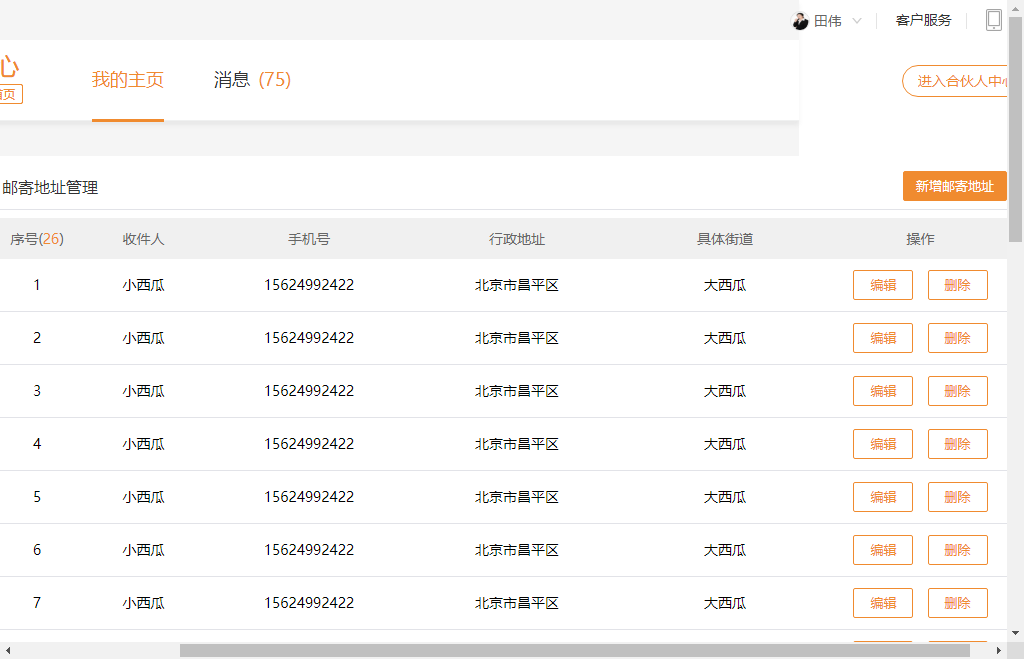 田伟 客户服务
心 我的主页 消息 (75) 进入合伙人中心
首页
邮寄地址管理 新增邮寄地址
序号(26) 收件人 手机号 行政地址 具体街道 操作
1 小西瓜 15624992422 北京市昌平区 大西瓜 编辑 删除
2 小西瓜 15624992422 北京市昌平区 大西瓜 编辑 删除
3 小西瓜 15624992422 北京市昌平区 大西瓜 编辑 删除
4 小西瓜 15624992422 北京市昌平区 大西瓜 编辑 删除
5 小西瓜 15624992422 北京市昌平区 大西瓜 编辑 删除
6 小西瓜 15624992422 北京市昌平区 大西瓜 编辑 删除
7 小西瓜 15624992422 北京市昌平区 大西瓜 编辑 删除